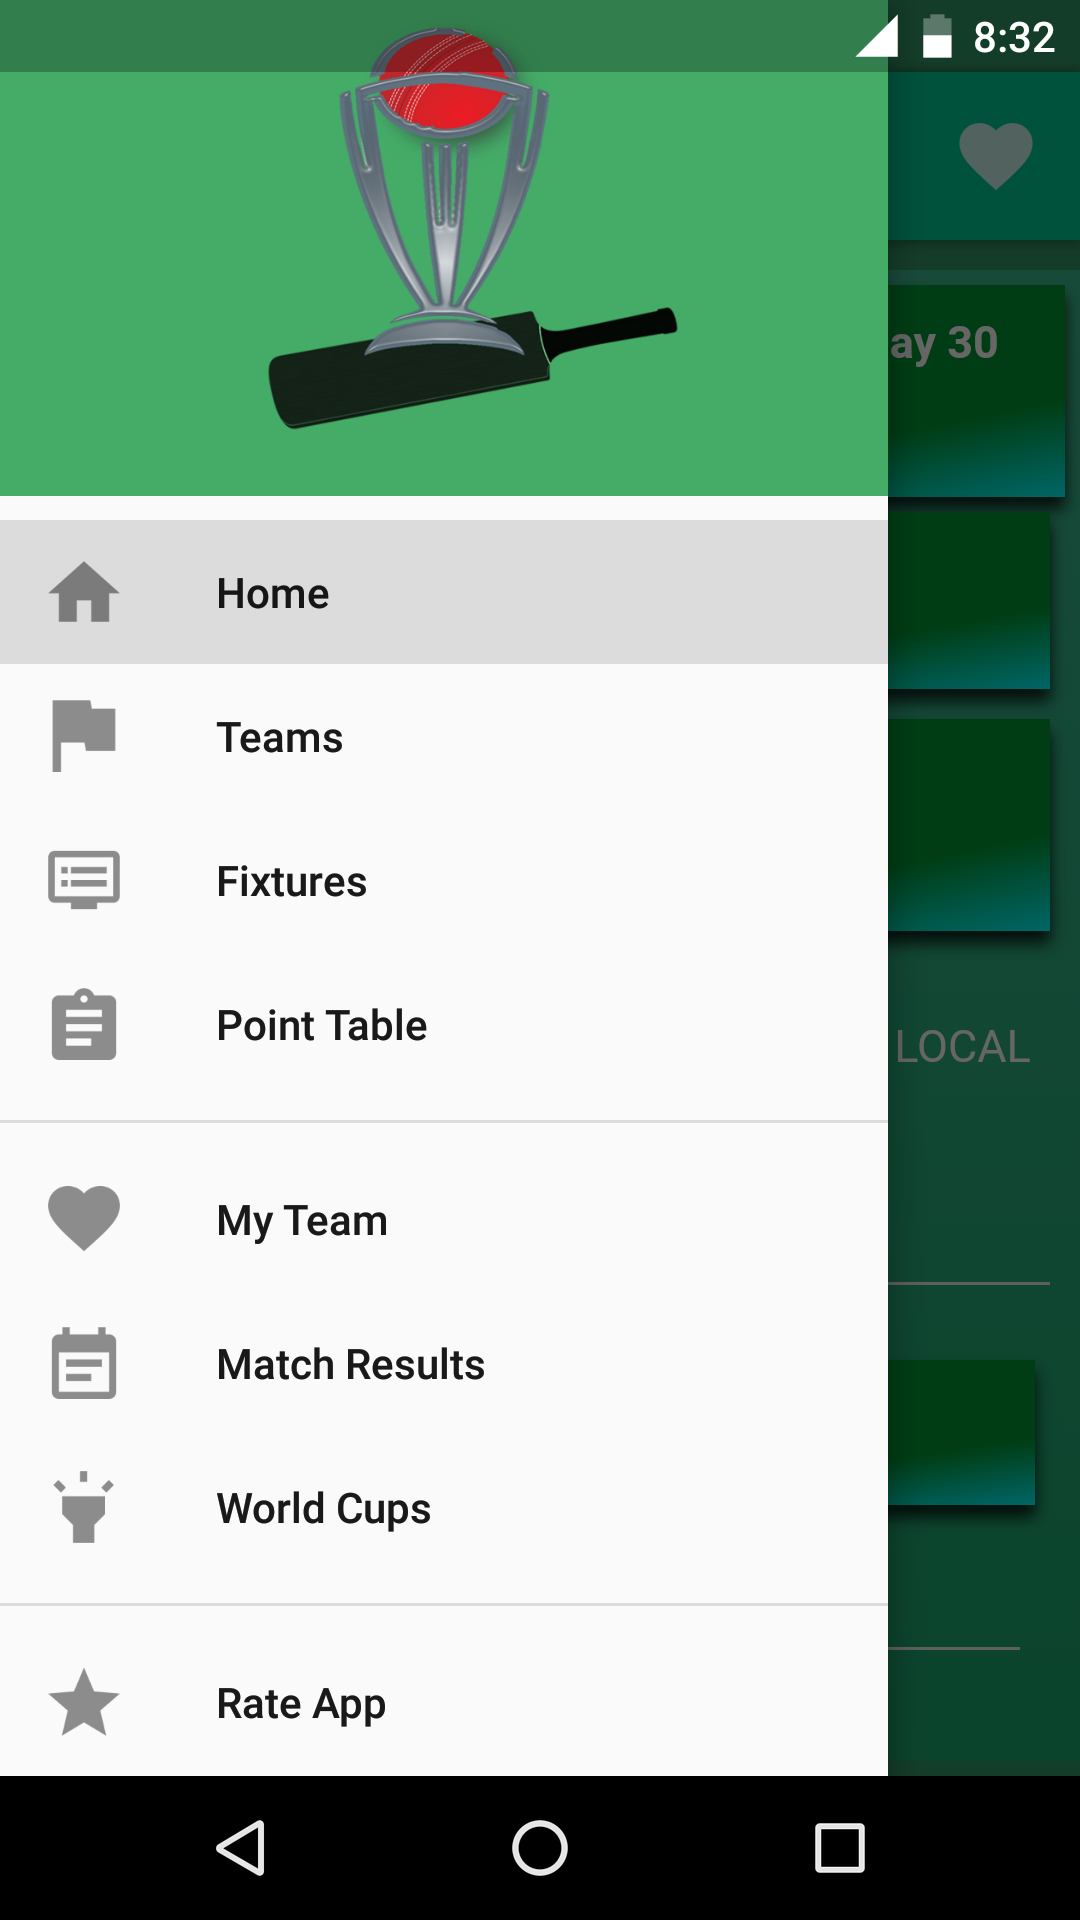 8:32
ay 30
Home
Teams
Fixtures
Point Table
LOCAL
My Team
Match Results
World Cups
Rate App